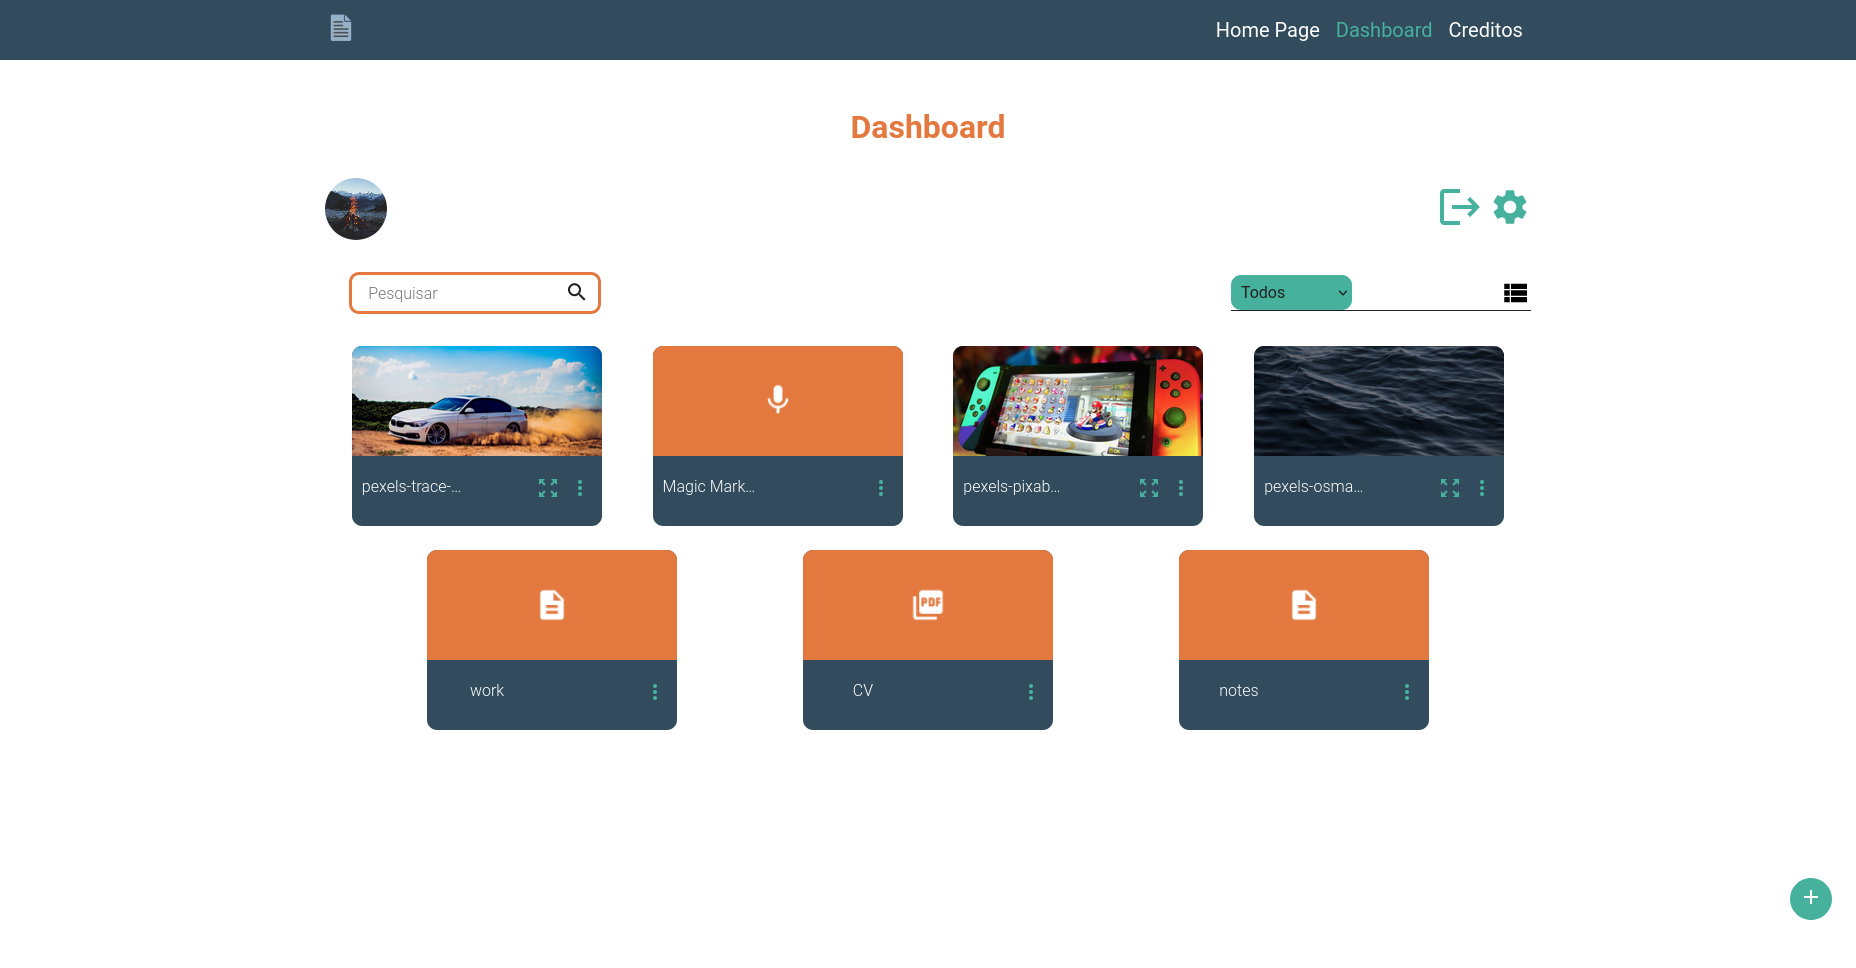 Home Page Dashboard Creditos
Dashboard
Pesquisar
Todos
pexels-trace-...
Magic Mark...
pexels-pixab...
pexels-osma...
PDF
work
CV
notes